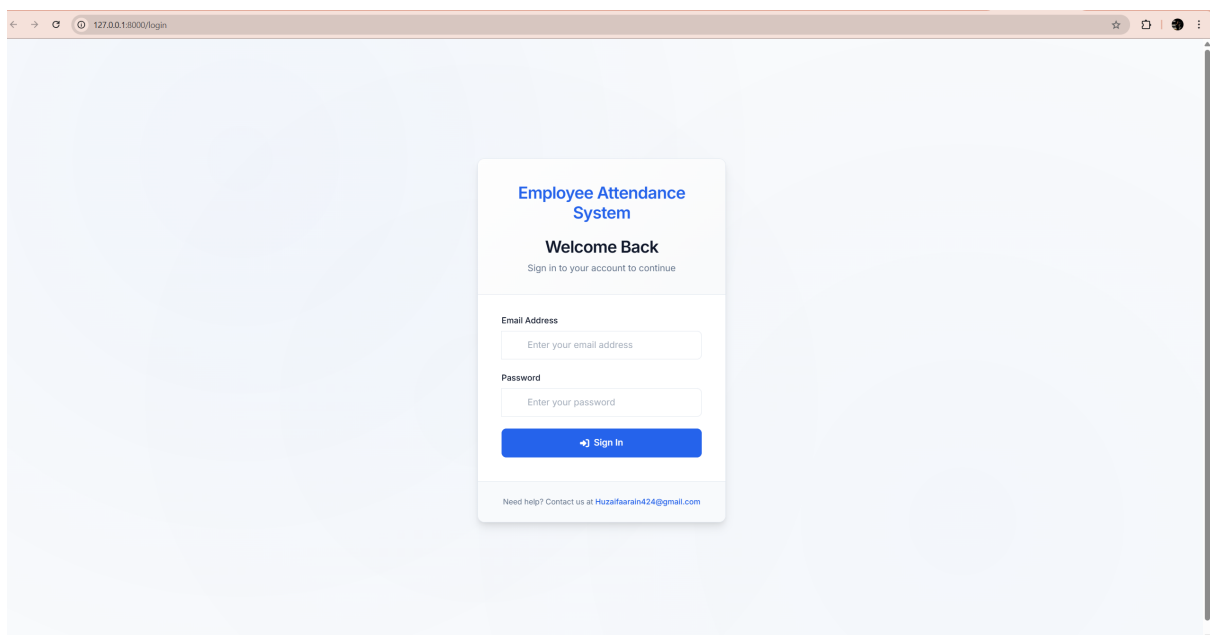 127.0.0.1:8000/login
Employee Attendance
System
Welcome Back
Sign in to your account to continue
Email Address
Enter your email address
Password
Enter your password
Sign In
Need help? Contact us at Huzaifaarain424@gmail.com